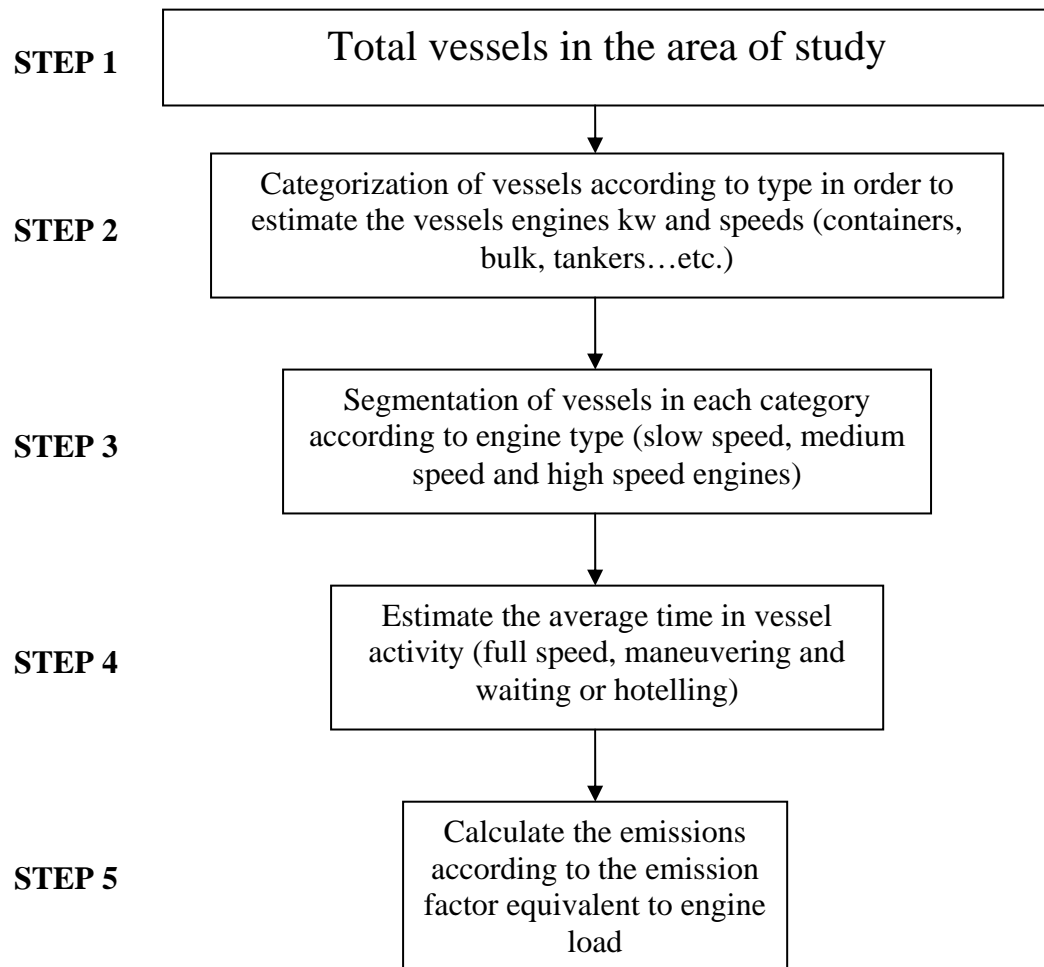 STEP 1
Total vessels in the area of study
STEP 2
Categorization of vessels according to type in order to
estimate the vessels engines kw and speeds (containers,
bulk, tankers…etc.)
STEP 3
Segmentation of vessels in each category
according to engine type (slow speed, medium
speed and high speed engines)
STEP 4
Estimate the average time in vessel
activity (full speed, maneuvering and
waiting or hotelling)
STEP 5
Calculate the emissions
according to the emission
factor equivalent to engine
load